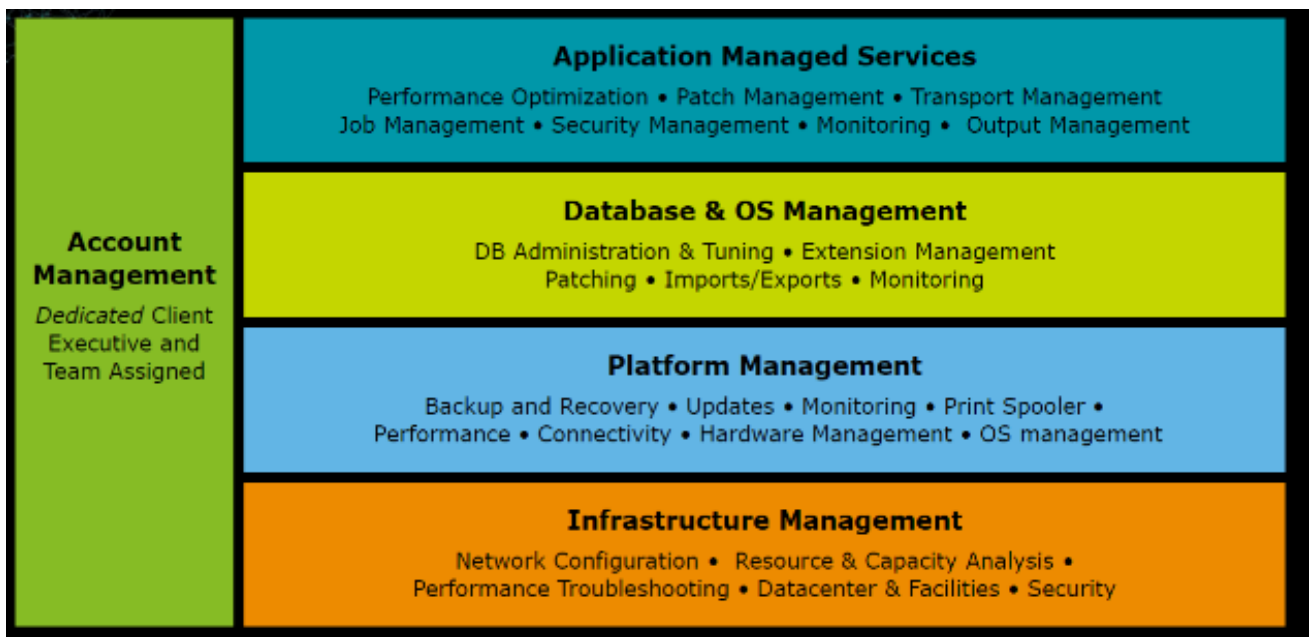 Account
Management
Dedicated Client
Executive and
Team Assigned
Application Managed Services
Performance Optimization • Patch Management • Transport Management
Job Management • Security Management • Monitoring • Output Management
Database & OS Management
DB Administration & Tuning • Extension Management
Patching • Imports/Exports • Monitoring
Platform Management
Backup and Recovery • Updates • Monitoring • Print Spooler •
Performance • Connectivity • Hardware Management • OS management
Infrastructure Management
Network Configuration • Resource & Capacity Analysis •
Performance Troubleshooting • Datacenter & Facilities • Security